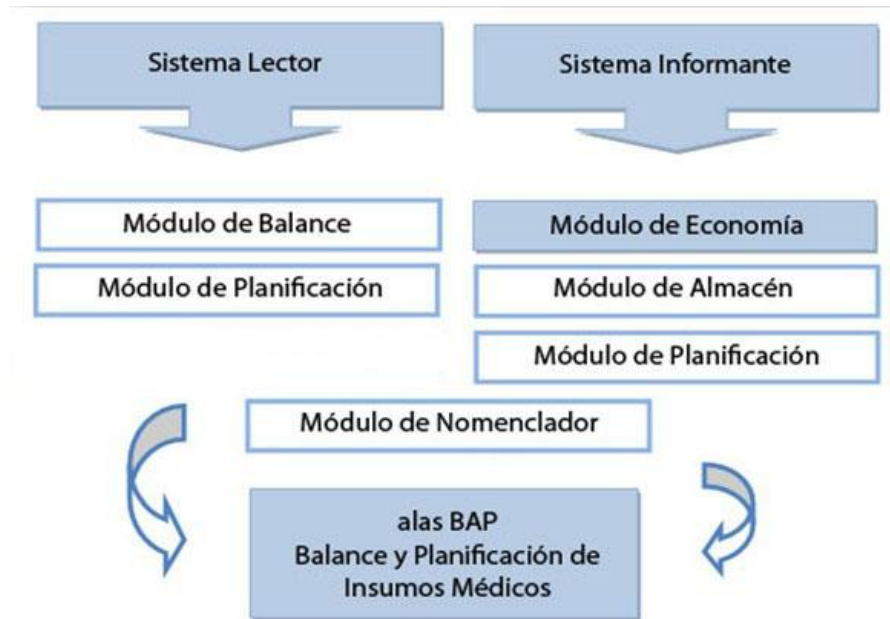 Sistema Lector
Sistema Informante
Módulo de Balance
Módulo de Economía
Módulo de Planificación
Módulo de Almacén
Módulo de Planificación
Módulo de Nomenclador
alas BAP
Balance y Planificación de
Insumos Médicos